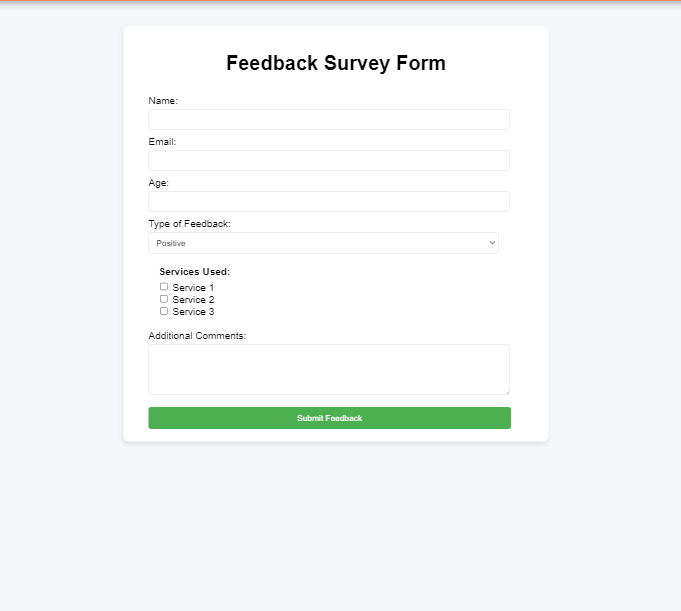 Feedback Survey Form
Name:
Email:
Age:
Type of Feedback:
Positive
Services Used:
Service 1
Service 2
Service 3
Additional Comments:
Submit Feedback